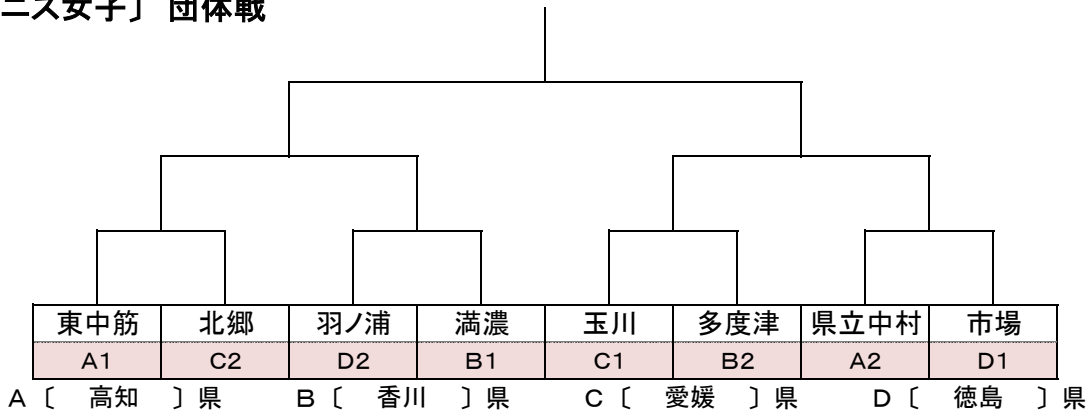 ニス女子〕 団体戦
東中筋 北郷 羽ノ浦 満濃 玉川 多度津 県立中村 市場
A1 C2 D2 B1 C1 B2 A2 D1
A〔 高知 〕県 B〔 香川 〕県 C〔 愛媛 〕県 D〔 徳島 〕県